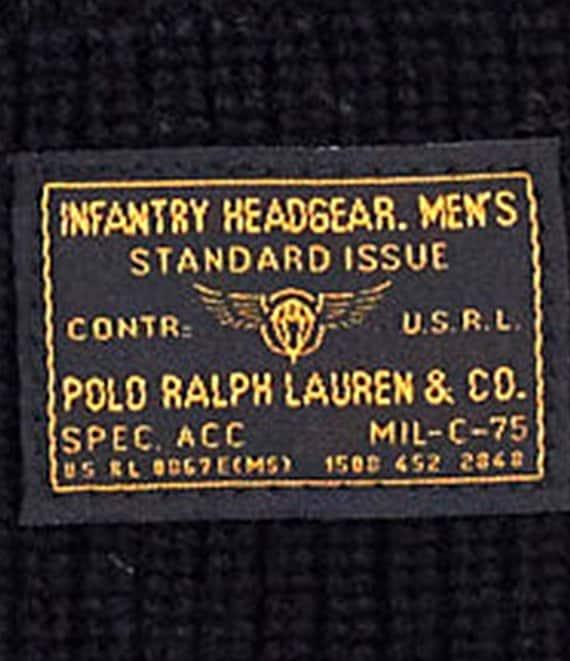 INFANTRY HEADGEAR. MEN'S
STANDARD ISSUE
CONTR: U.S.R.L.
POLO RALPH LAUREN & CO.
SPEC. ACC MIL-C-75
US RL 0067E(MS) 1500 452 2848